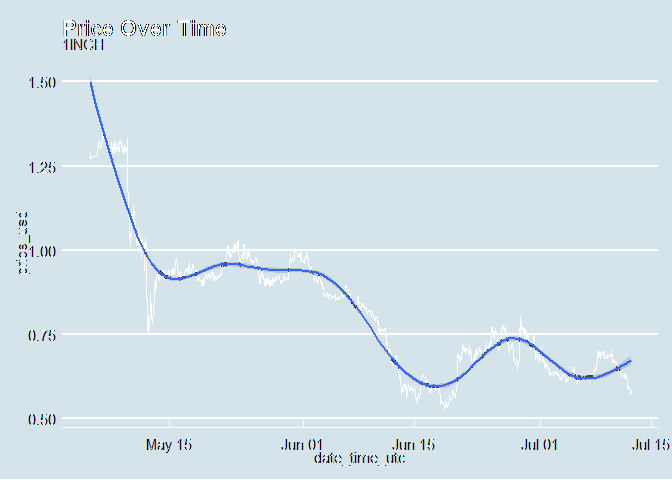 Price Over Time
1INCH
1.50
1.25
1.00
0.75
0.50
price_usd
May 15
Jun 01
Jun 15
Jul 01
Jul 15
date_time_utc